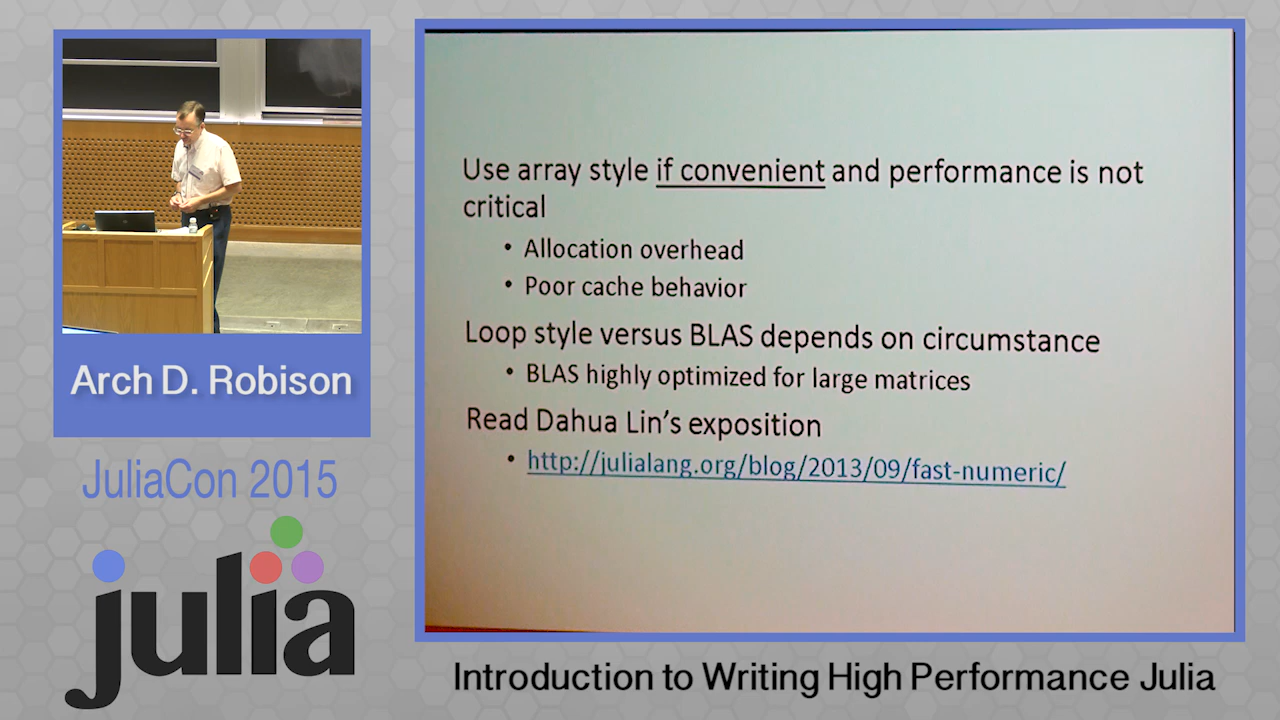 Use array style if convenient and performance is not
critical
• Allocation overhead
• Poor cache behavior
Loop style versus BLAS depends on circumstance
• BLAS highly optimized for large matrices
Read Dahua Lin's exposition
• http://julialang.org/blog/2013/09/fast-numeric/
Arch D. Robison
JuliaCon 2015
julia
Introduction to Writing High Performance Julia